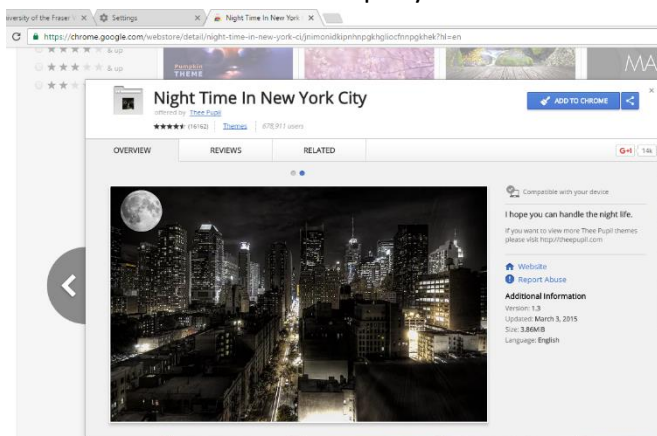 iversity of the Fraser V
Settings
Night Time In New York
https://chrome.google.com/webstore/detail/night-time-in-new-york-ci/jnimonidkipnhnpgkhgliocfnnpgkhek?hl=en
& up
& up
Pumpkin
THEME
MA
Night Time In New York City
offered by Thee Pupil
(16162) Themes 678,911 users
ADD TO CHROME
OVERVIEW REVIEWS RELATED
G+1 14k
Compatible with your device
I hope you can handle the night life.
If you want to view more Thee Pupil themes
please visit http://theepupil.com
Website
Report Abuse
Additional Information
Version: 1.3
Updated: March 3, 2015
Size: 3.86MiB
Language: English